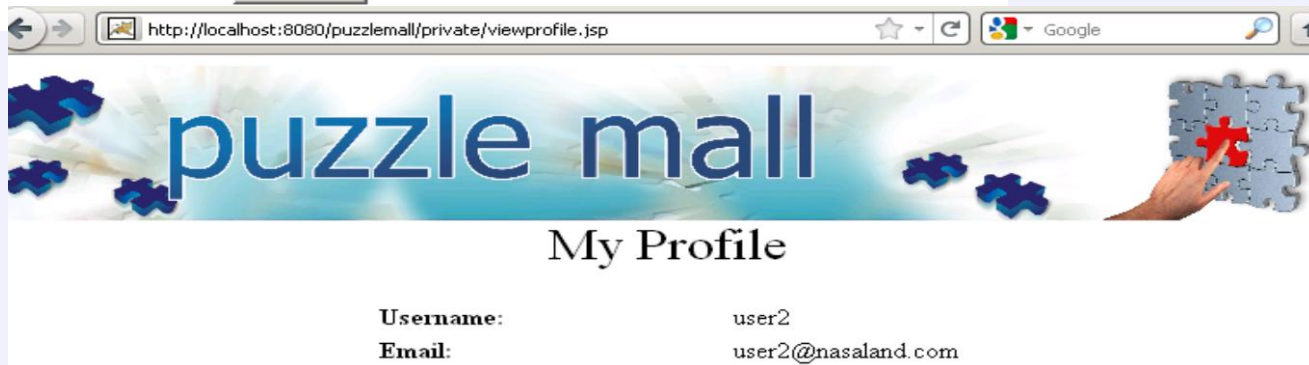 http://localhost:8080/puzzlemall/private/viewprofile.jsp
Google
puzzle mall
My Profile
Username: user2
Email: user2@nasaland.com